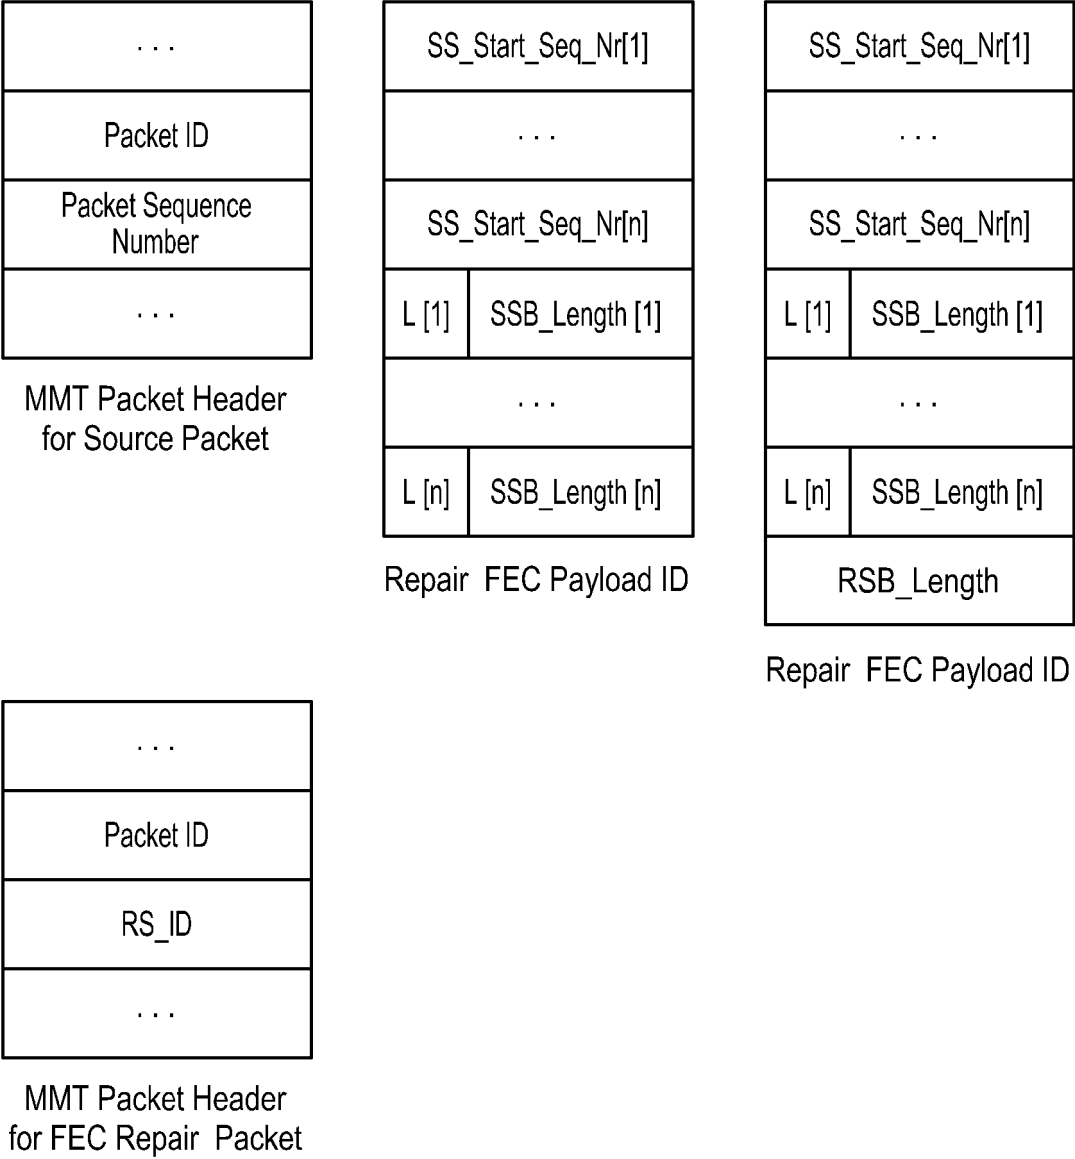 . . .
Packet ID
Packet Sequence
Number
. . .
MMT Packet Header
for Source Packet
SS_Start_Seq_Nr[1]
. . .
SS_Start_Seq_Nr[n]
L [1] SSB_Length [1]
. . .
L [n] SSB_Length [n]
Repair FEC Payload ID
SS_Start_Seq_Nr[1]
. . .
SS_Start_Seq_Nr[n]
L [1] SSB_Length [1]
. . .
L [n] SSB_Length [n]
RSB_Length
Repair FEC Payload ID
. . .
Packet ID
RS_ID
. . .
MMT Packet Header
for FEC Repair Packet